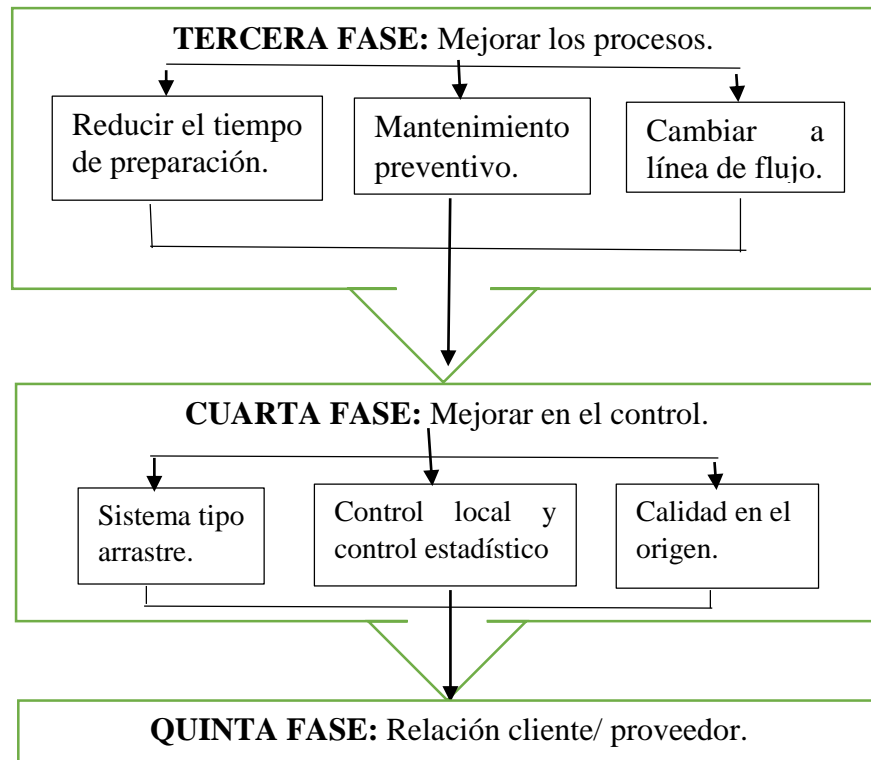 TERCERA FASE: Mejorar los procesos.
Reducir el tiempo
de preparación.
Mantenimiento
preventivo.
Cambiar a
línea de flujo.
CUARTA FASE: Mejorar en el control.
Sistema tipo
arrastre.
Control local y
control estadístico
Calidad en el
origen.
QUINTA FASE: Relación cliente/ proveedor.